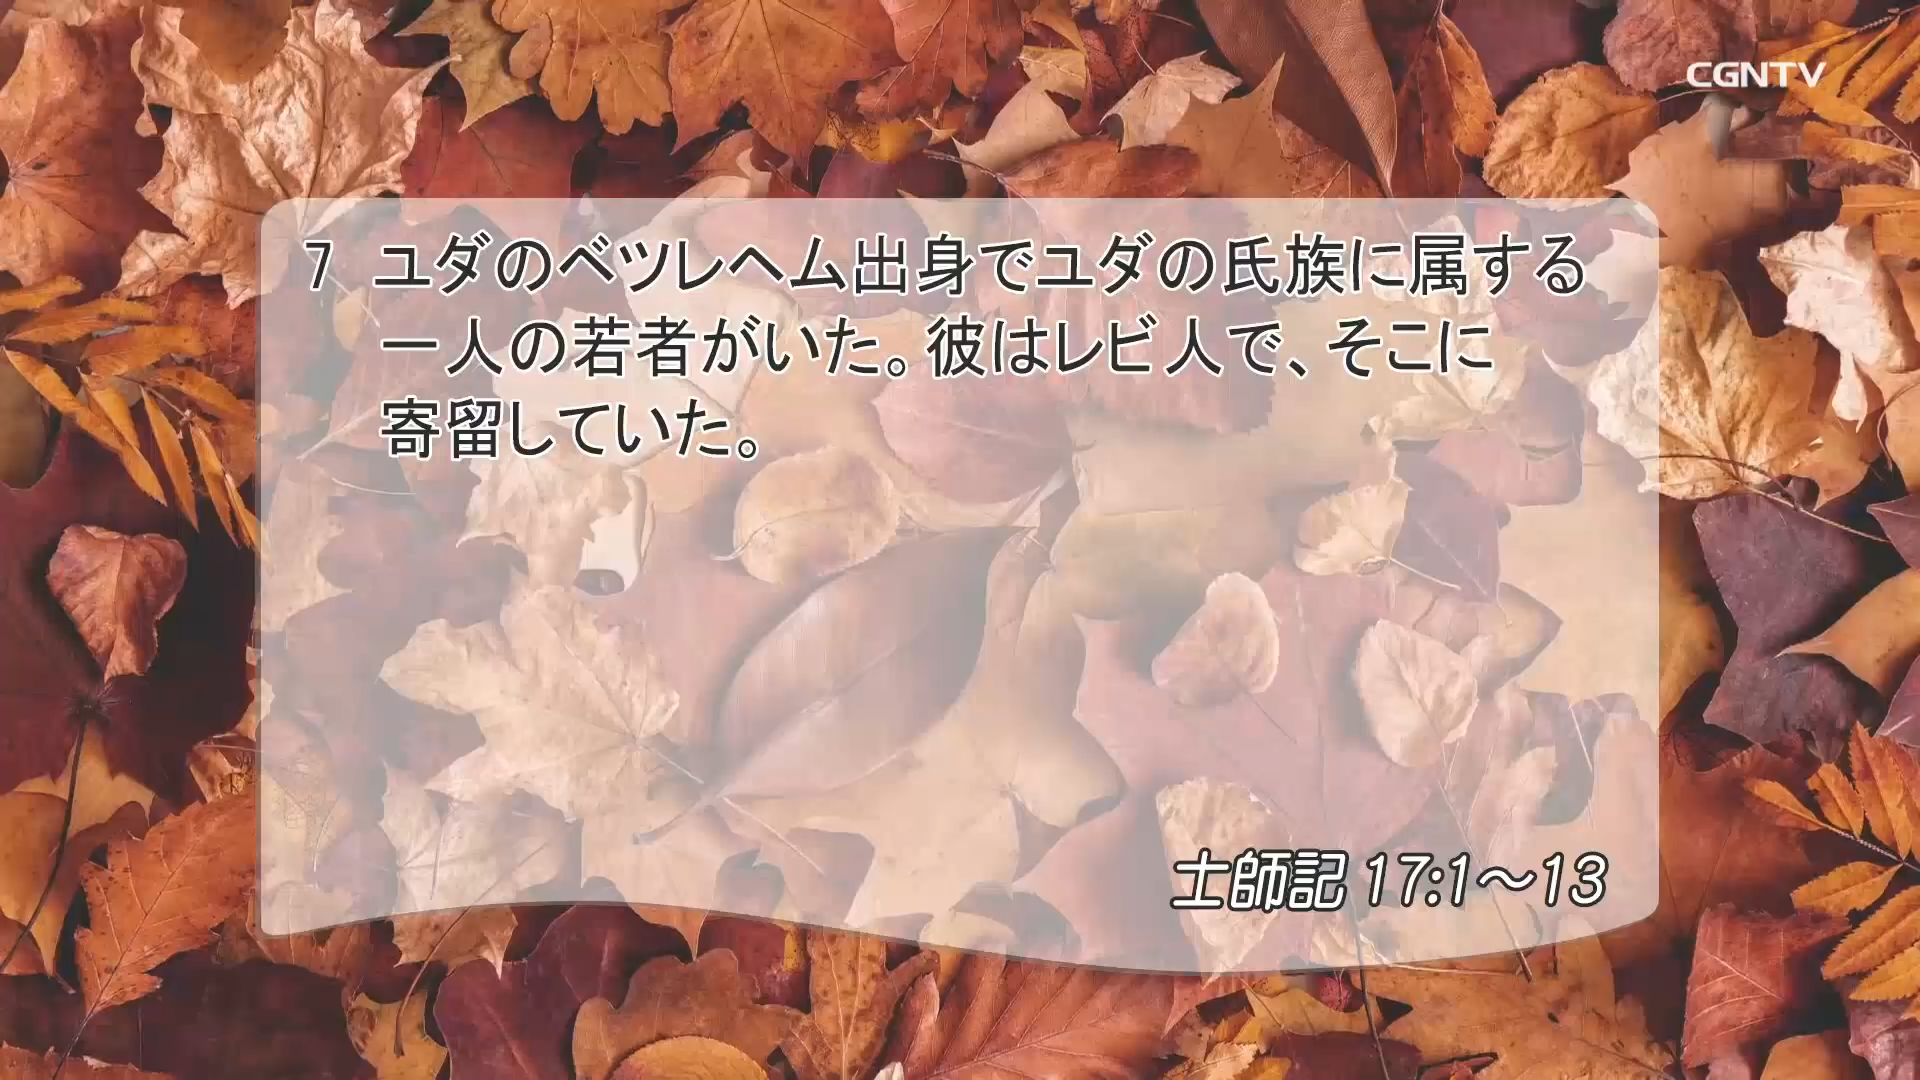 CGNTV
7 ユダのベツレヘム出身でユダの氏族に属する
一人の若者がいた。彼はレビ人で、そこに
寄留していた。
士師記 17:1〜13